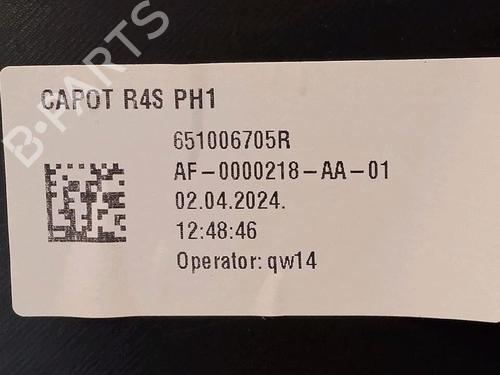 CAPOT R4S PH1
651006705R
AF-0000218-AA-01
02.04.2024.
12:48:46
Operator: qw14
B-PARTS